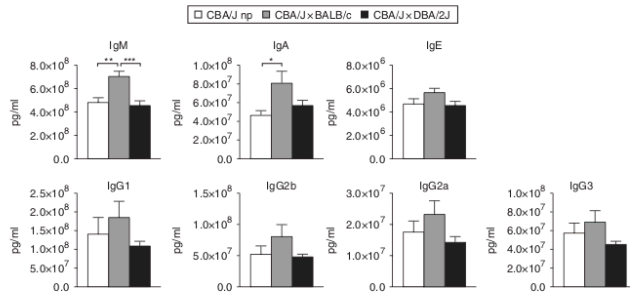 CBA/J np CBA/J×BALB/c CBA/J×DBA/2J
IgM
pg/ml
8.0×10⁸
6.0×10⁸
4.0×10⁸
2.0×10⁸
0.0
** ***
IgA
pg/ml
1.0×10⁸
8.0×10⁷
6.0×10⁷
4.0×10⁷
2.0×10⁷
0.0
*
IgE
pg/ml
8.0×10⁶
6.0×10⁶
4.0×10⁶
2.0×10⁶
0.0
IgG1
pg/ml
2.5×10⁸
2.0×10⁸
1.5×10⁸
1.0×10⁸
5.0×10⁷
0.0
IgG2b
pg/ml
1.5×10⁸
1.0×10⁸
5.0×10⁷
0.0
IgG2a
pg/ml
3.0×10⁷
2.0×10⁷
1.0×10⁷
0.0
IgG3
pg/ml
1.0×10⁸
8.0×10⁷
6.0×10⁷
4.0×10⁷
2.0×10⁷
0.0